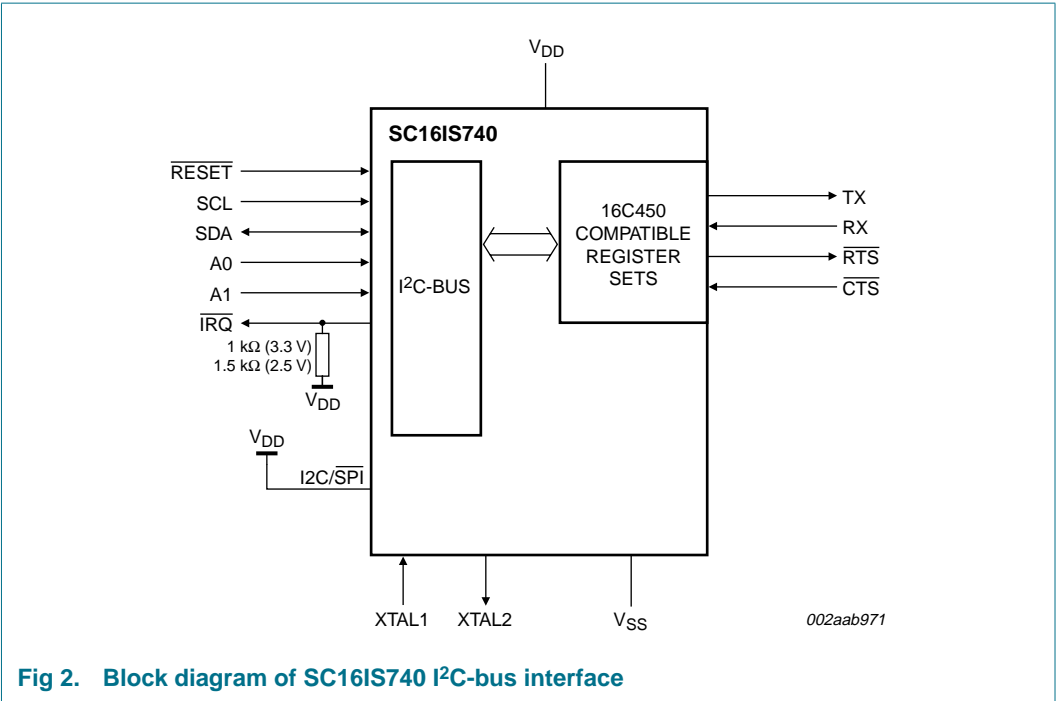 VDD
SC16IS740
RESET
SCL
SDA
A0
A1
IRQ
1 kΩ (3.3 V)
1.5 kΩ (2.5 V)
VDD
VDD
I2C/SPI
I2C-BUS
16C450
COMPATIBLE
REGISTER
SETS
TX
RX
RTS
CTS
XTAL1
XTAL2
VSS
002aab971
Fig 2. Block diagram of SC16IS740 I2C-bus interface